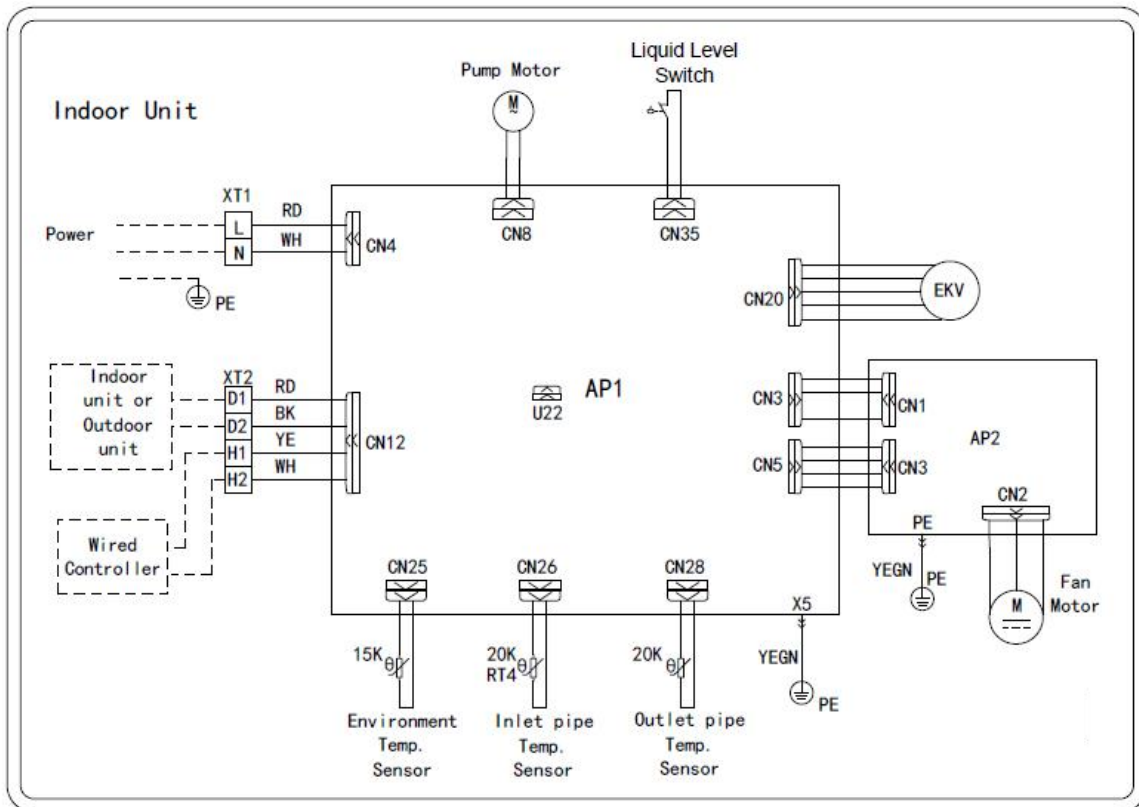 Indoor Unit
Pump Motor
M
~
Liquid Level
Switch
XT1
Power
L
RD
N
WH
CN4
PE
CN8
CN35
CN20
EKV
Indoor
unit or
Outdoor
unit
XT2
D1
RD
D2
BK
H1
YE
H2
WH
CN12
Wired
Controller
U22
AP1
CN3
CN1
CN5
CN3
AP2
CN2
PE
YEGN
PE
M
Fan
Motor
CN25
CN26
CN28
X5
YEGN
PE
15K
θ
20K
RT4
θ
20K
θ
Environment
Temp.
Sensor
Inlet pipe
Temp.
Sensor
Outlet pipe
Temp.
Sensor